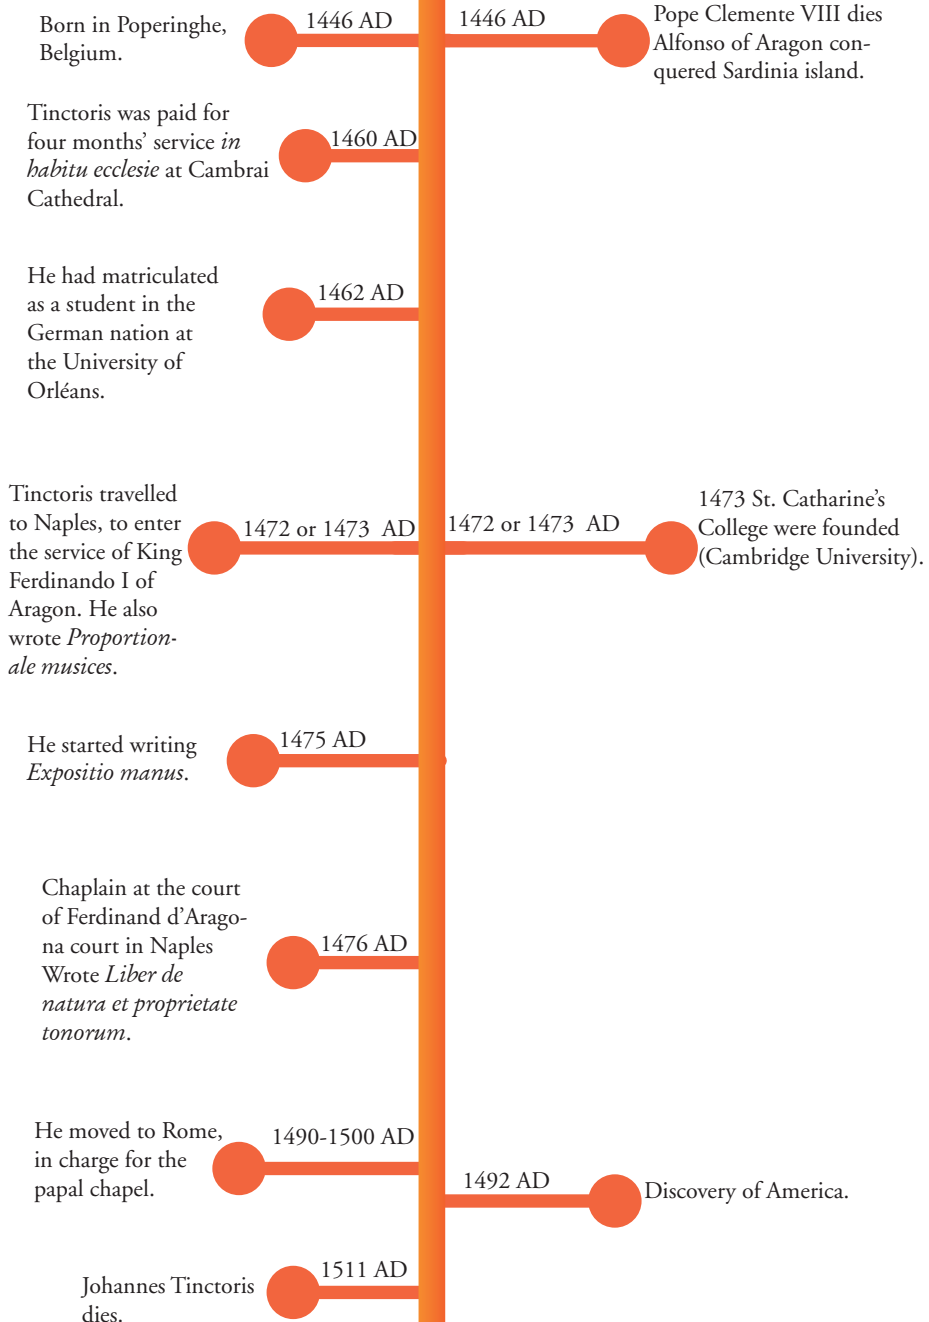 Born in Poperinghe,
Belgium.
1446 AD
1446 AD
Pope Clemente VIII dies
Alfonso of Aragon con-
quered Sardinia island.
Tinctoris was paid for
four months’ service in
habitu ecclesie at Cambrai
Cathedral.
1460 AD
He had matriculated
as a student in the
German nation at
the University of
Orléans.
1462 AD
Tinctoris travelled
to Naples, to enter
the service of King
Ferdinando I of
Aragon. He also
wrote Proportion-
ale musices.
1472 or 1473 AD
1472 or 1473 AD
1473 St. Catharine’s
College were founded
(Cambridge University).
He started writing
Expositio manus.
1475 AD
Chaplain at the court
of Ferdinand d’Arago-
na court in Naples
Wrote Liber de
natura et proprietate
tonorum.
1476 AD
He moved to Rome,
in charge for the
papal chapel.
1490-1500 AD
1492 AD
Discovery of America.
Johannes Tinctoris
dies.
1511 AD